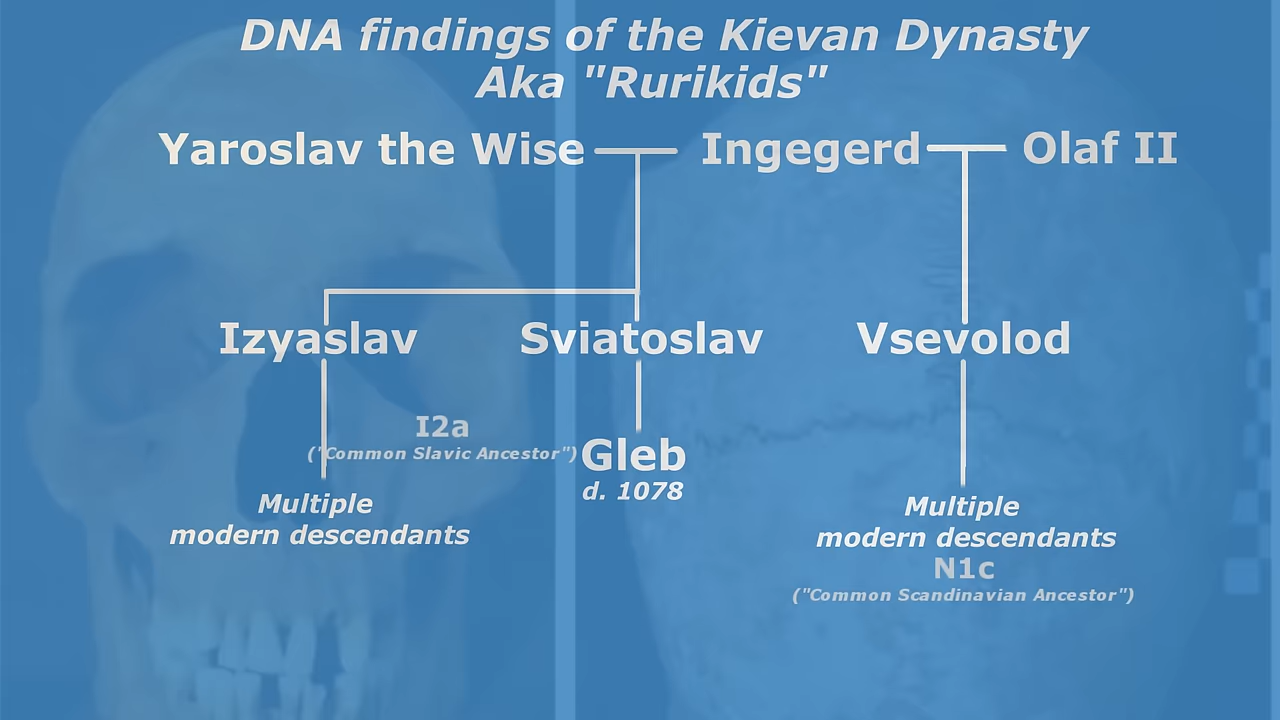 DNA findings of the Kievan Dynasty
Aka "Rurikids"
Yaroslav the Wise
Ingegerd
Olaf II
Izyaslav
Sviatoslav
Vsevolod
I2a
("Common Slavic Ancestor")
Gleb
d. 1078
Multiple
modern descendants
Multiple
modern descendants
N1c
("Common Scandinavian Ancestor")